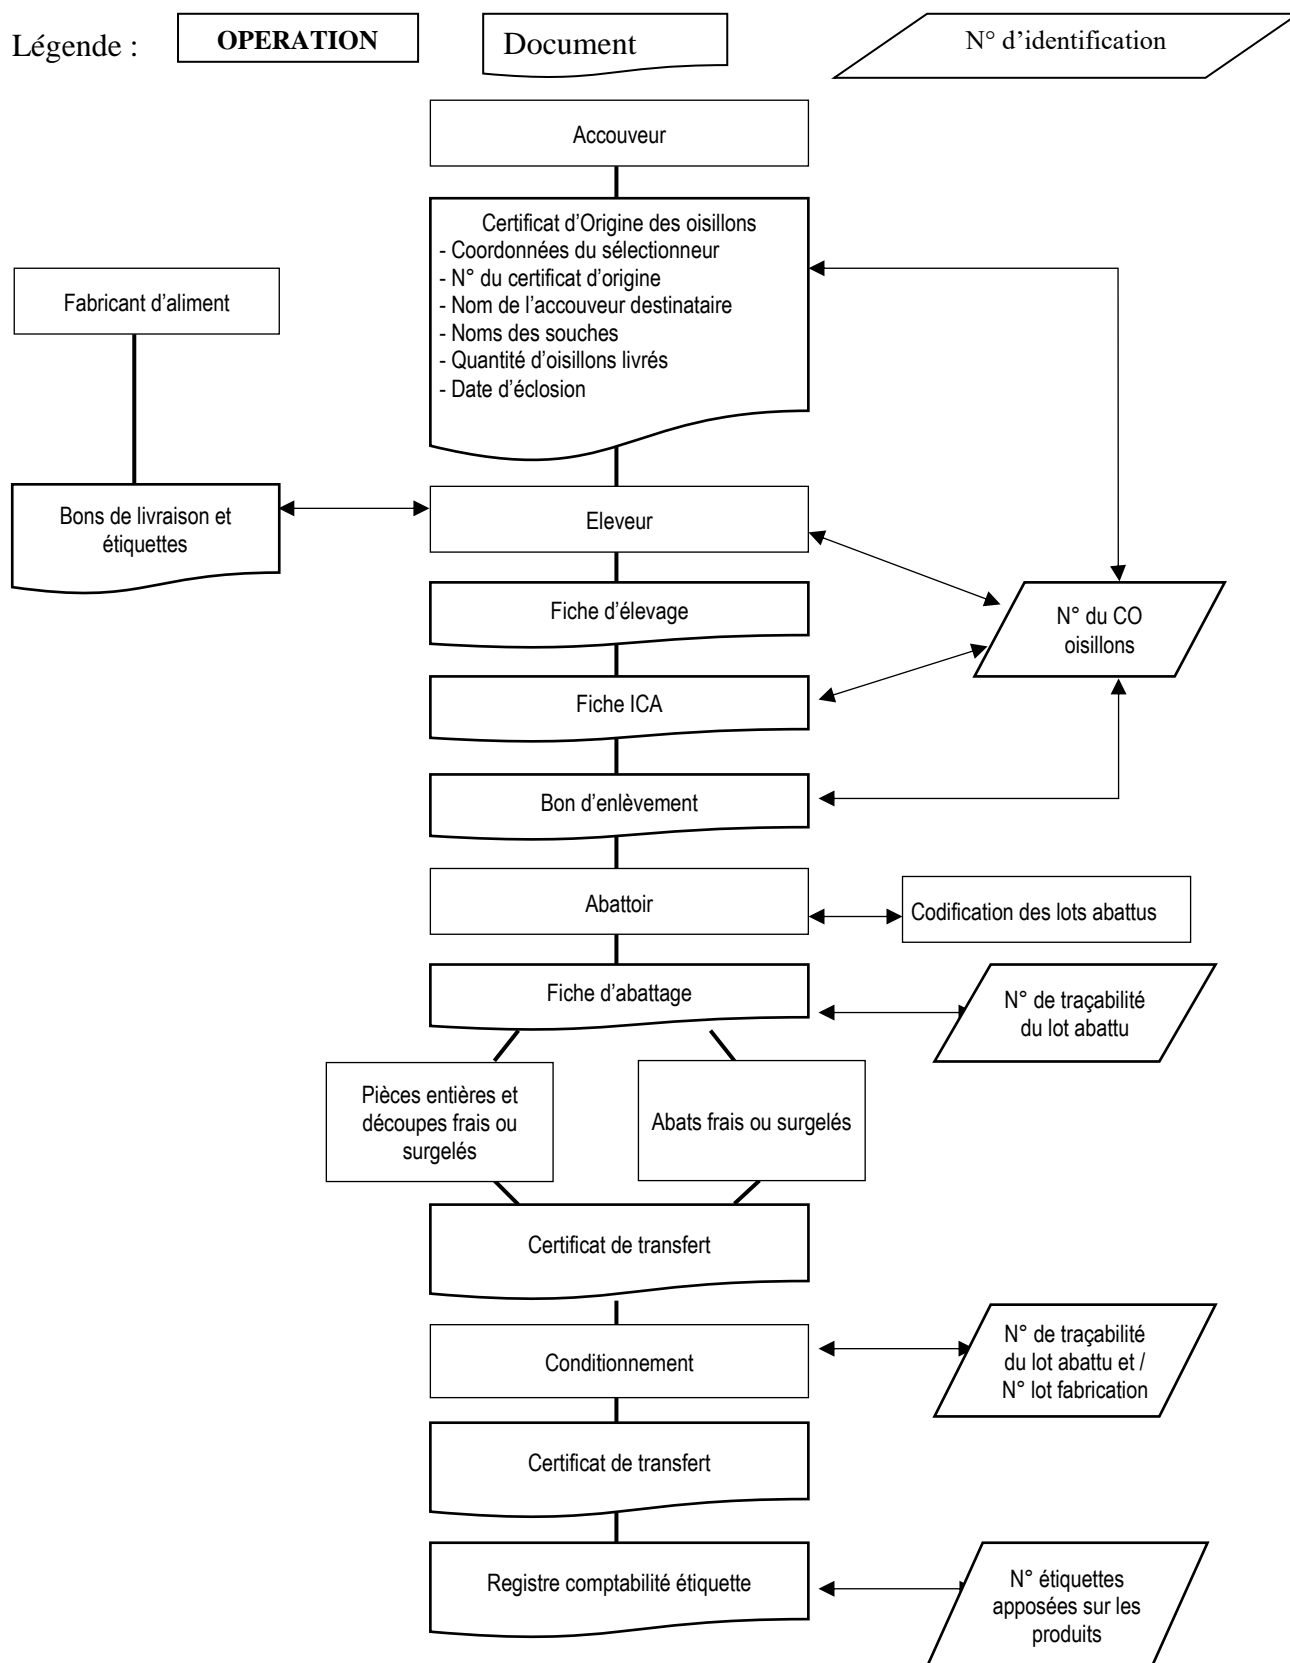 Légende :
OPERATION
Document
N° d’identification
Accouveur
Certificat d’Origine des oisillons
- Coordonnées du sélectionneur
- N° du certificat d’origine
- Nom de l’accouveur destinataire
- Noms des souches
- Quantité d’oisillons livrés
- Date d’éclosion
Fabricant d’aliment
Bons de livraison et
étiquettes
Eleveur
Fiche d’élevage
N° du CO
oisillons
Fiche ICA
Bon d’enlèvement
Abattoir
Codification des lots abattus
Fiche d’abattage
N° de traçabilité
du lot abattu
Pièces entières et
découpes frais ou
surgelés
Abats frais ou surgelés
Certificat de transfert
Conditionnement
N° de traçabilité
du lot abattu et /
N° lot fabrication
Certificat de transfert
Registre comptabilité étiquette
N° étiquettes
apposées sur les
produits